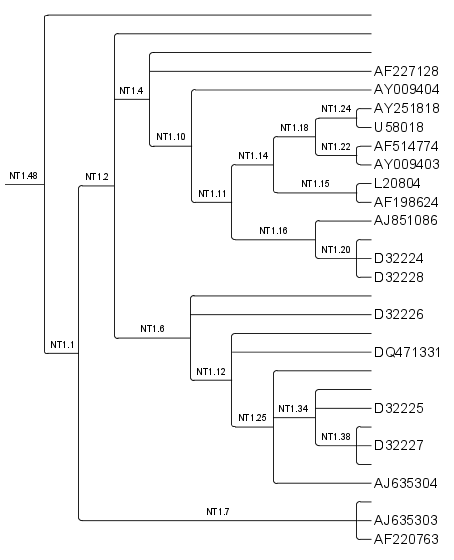 AF227128
NT1.4
AY009404
NT1.24
AY251818
NT1.18
U58018
NT1.10
NT1.22
AF514774
NT1.14
AY009403
NT1.48
NT1.2
NT1.15
L20804
NT1.11
AF198624
AJ851086
NT1.16
NT1.20
D32224
D32228
D32226
NT1.6
NT1.1
DQ471331
NT1.12
NT1.34
D32225
NT1.25
NT1.38
D32227
AJ635304
NT1.7
AJ635303
AF220763